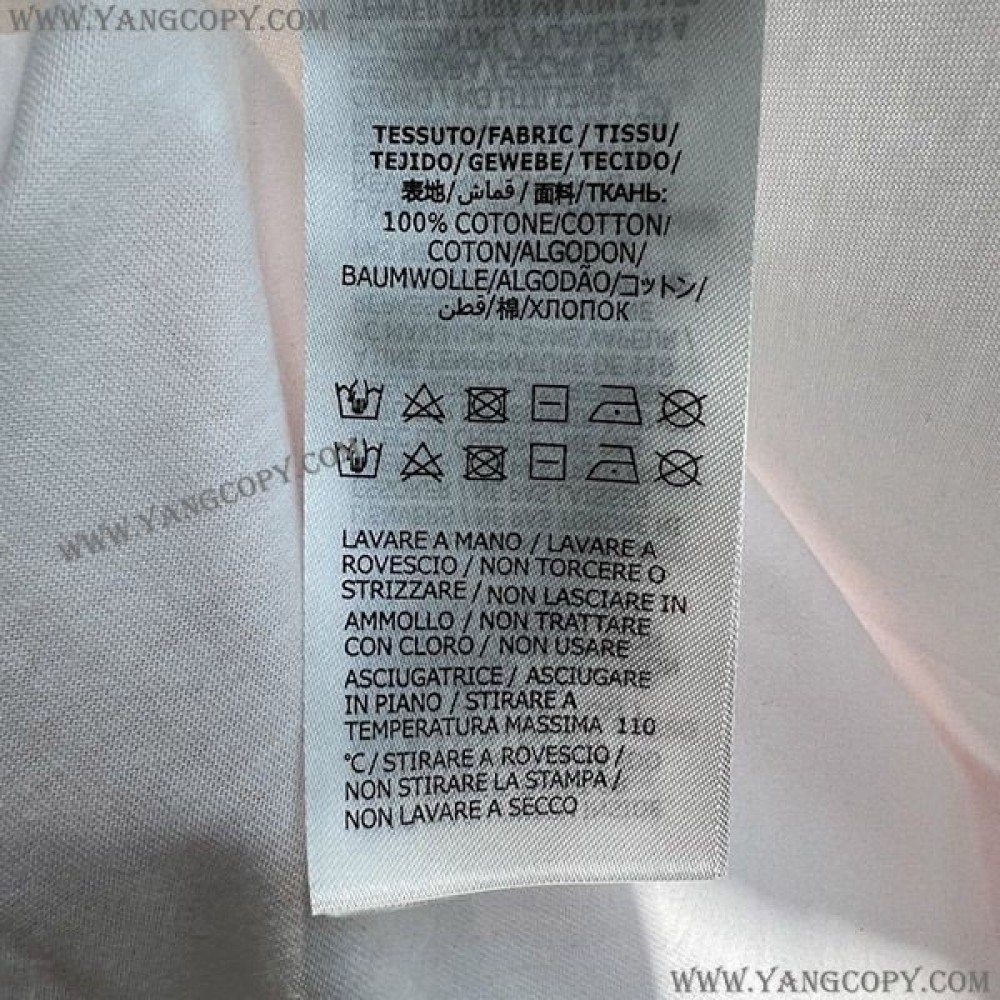 WWW.YANGCOPY.COM
TESSUTO/FABRIC/TISSU/
TEJIDO/GEWEBE/TECIDO/
表地/قماش/面料/ТКАНЬ:
100% COTONE/COTTON/
COTON/ALGODON/
BAUMWOLLE/ALGODÃO/コットン/
قطن/棉/ХЛОПОК
WWW.YANGCOPY.COM
LAVARE A MANO / LAVARE A
ROVESCIO / NON TORCERE O
STRIZZARE / NON LASCIARE IN
AMMOLLO / NON TRATTARE
CON CLORO / NON USARE
ASCIUGATRICE / ASCIUGARE
IN PIANO / STIRARE A
TEMPERATURA MASSIMA 110
°C / STIRARE A ROVESCIO /
NON STIRARE LA STAMPA /
NON LAVARE A SECCO
WWW.YANGCOPY.COM